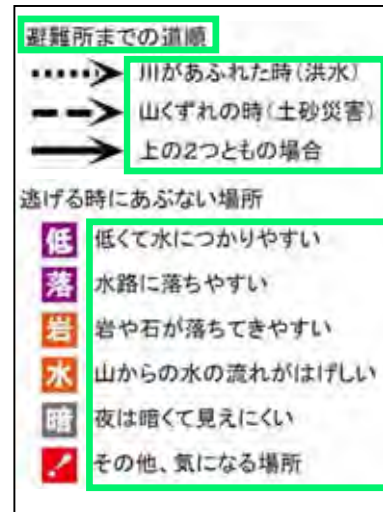 避難所までの道順
川があふれた時(洪水)
山くずれの時(土砂災害)
上の2つともの場合
逃げる時にあぶない場所
低 低くて水につかりやすい
落 水路に落ちやすい
岩 岩や石が落ちてきやすい
水 山からの水の流れがはげしい
暗 夜は暗くて見えにくい
! その他、気になる場所